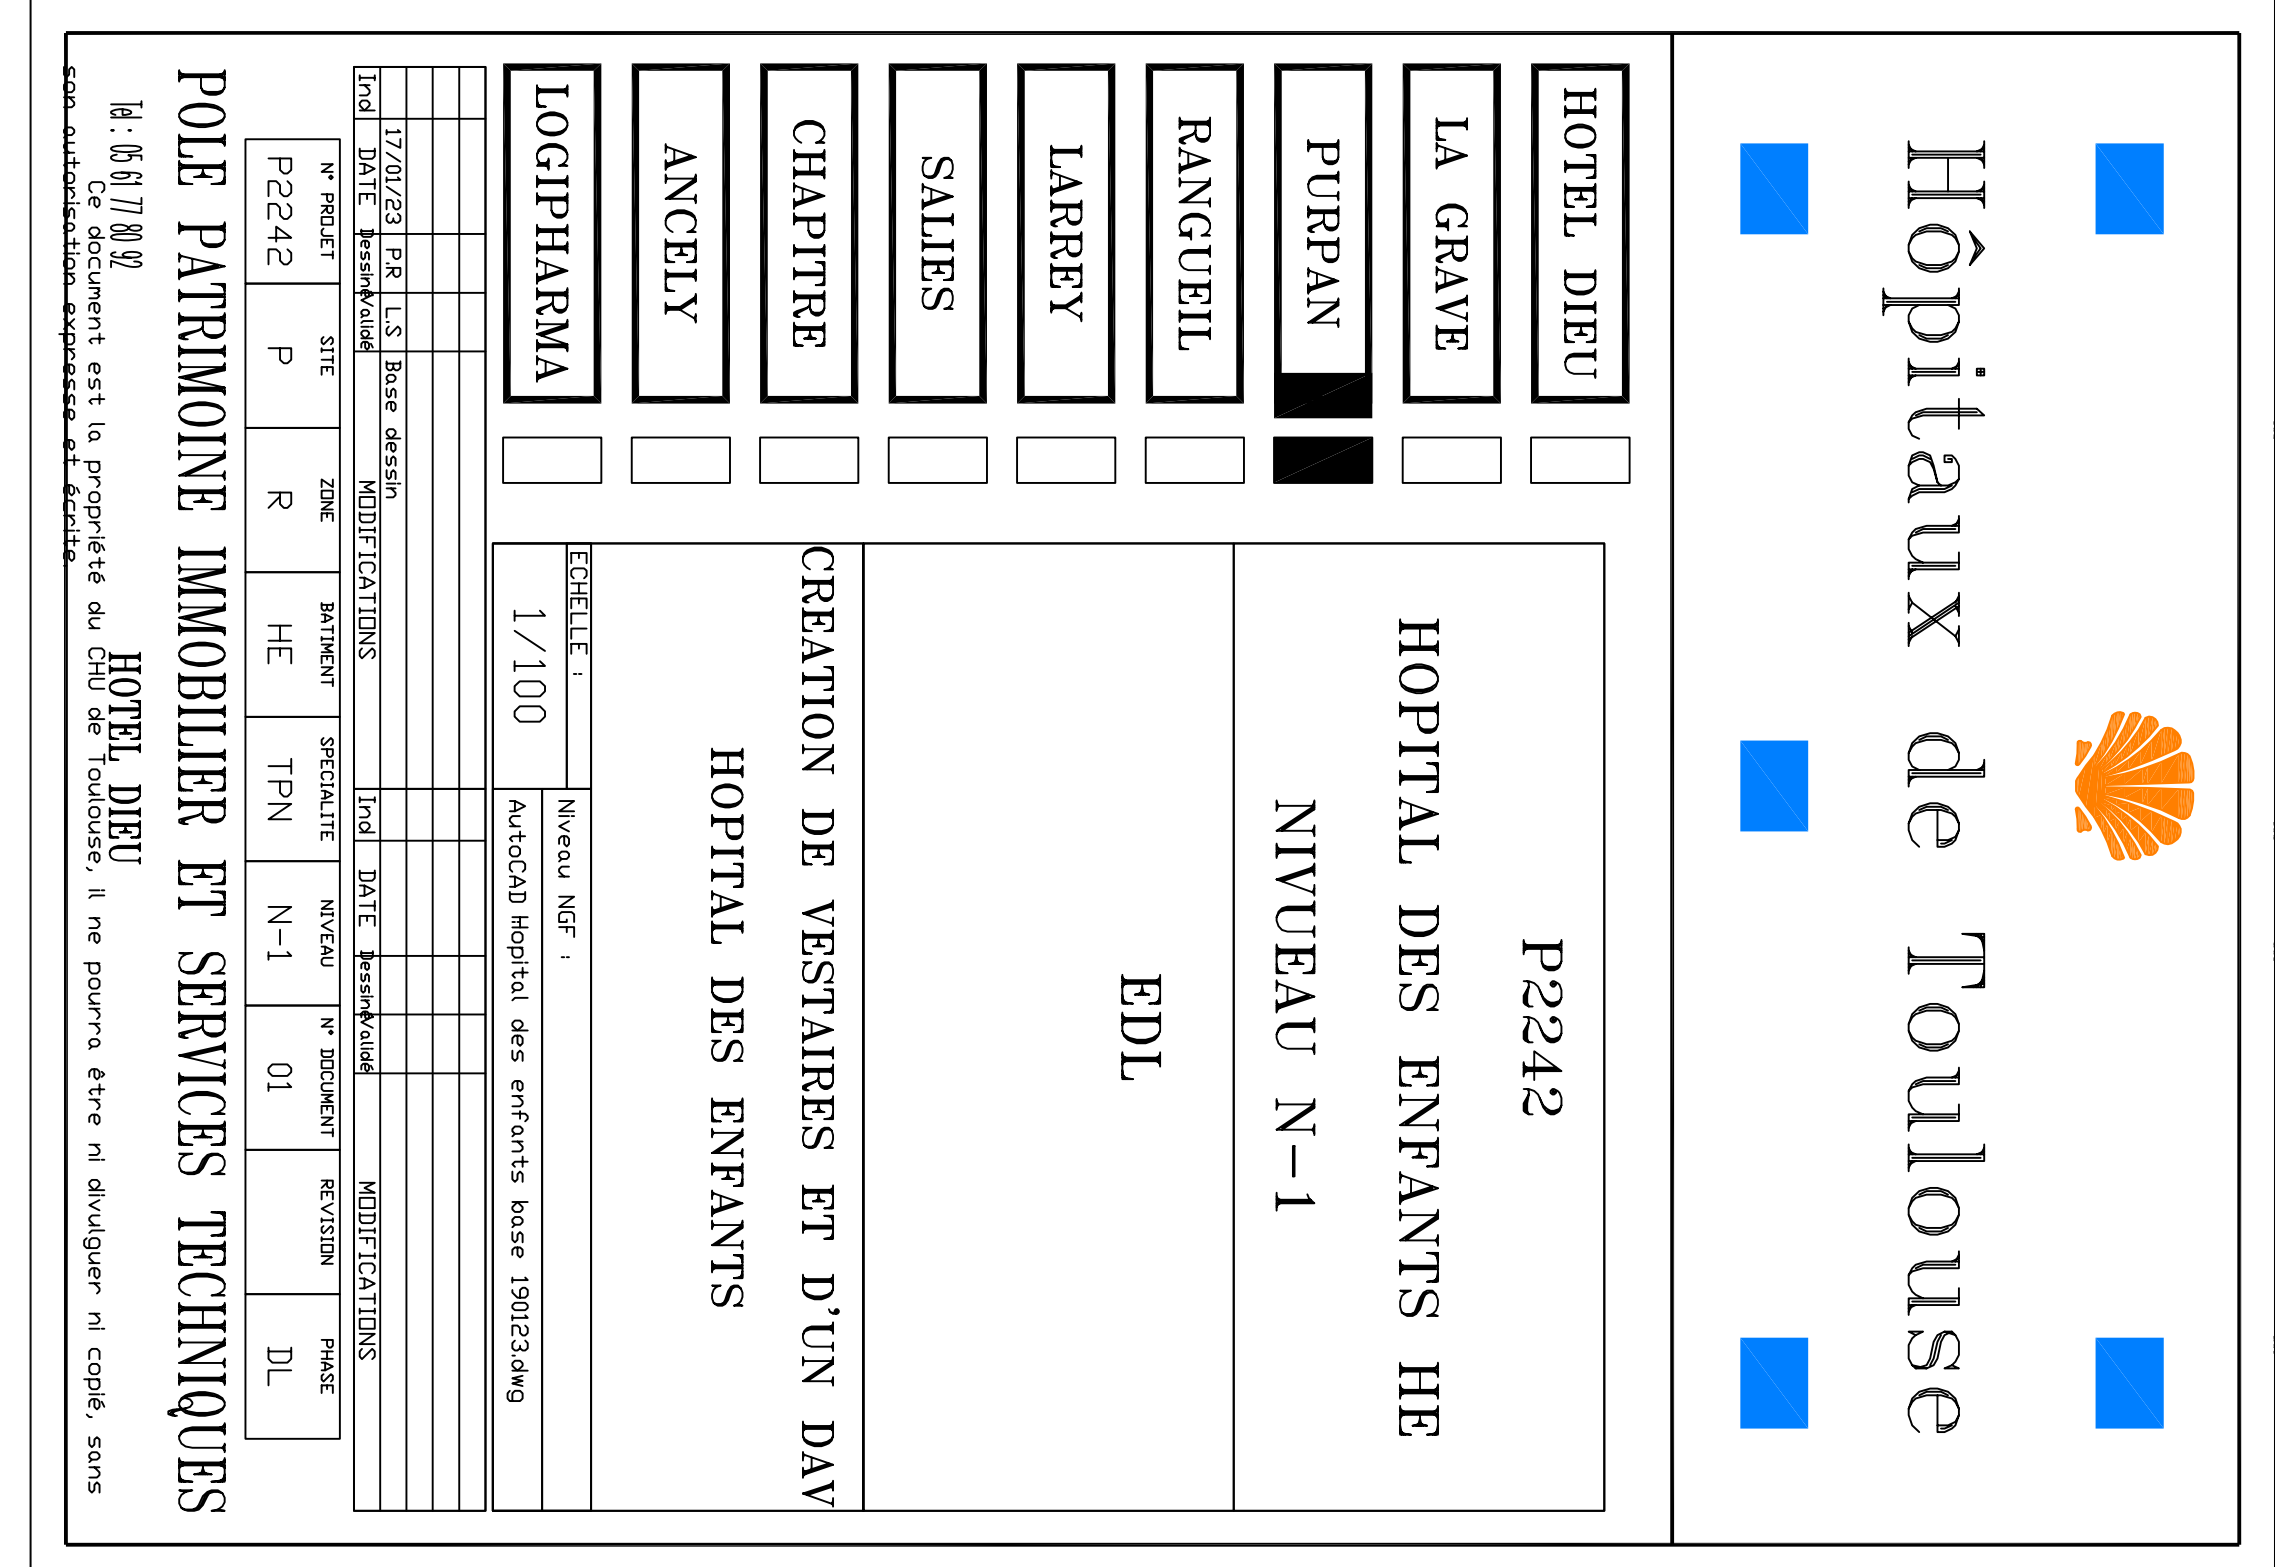 Hôpitaux de Toulouse
HOTEL DIEU
LA GRAVE
PURPAN
RANGUEIL
LARREY
SALIES
CHAPITRE
ANCELY
LOGIPHARMA
P2242
HOPITAL DES ENFANTS HE
NIVUEAU N-1
EDL
CREATION DE VESTAIRES ET D'UN DAV
HOPITAL DES ENFANTS
ECHELLE :
1/100
Niveau NGF :
AutoCAD Hopital des enfants base 190123.dwg
17/01/23 P.R L.S Base dessin
Ind DATE Dessiné Validé MODIFICATIONS Ind DATE Dessiné Validé MODIFICATIONS
N° PROJET SITE ZONE BATIMENT SPECIALITE NIVEAU N° DOCUMENT REVISION PHASE
P2242 P R HE TPN N-1 01 DL
POLE PATRIMOINE IMMOBILIER ET SERVICES TECHNIQUES
Tel : 05 61 77 80 92 HOTEL DIEU
Ce document est la propriété du CHU de Toulouse, il ne pourra être ni divulguer ni copié, sans
son autorisation expresse et écrite.